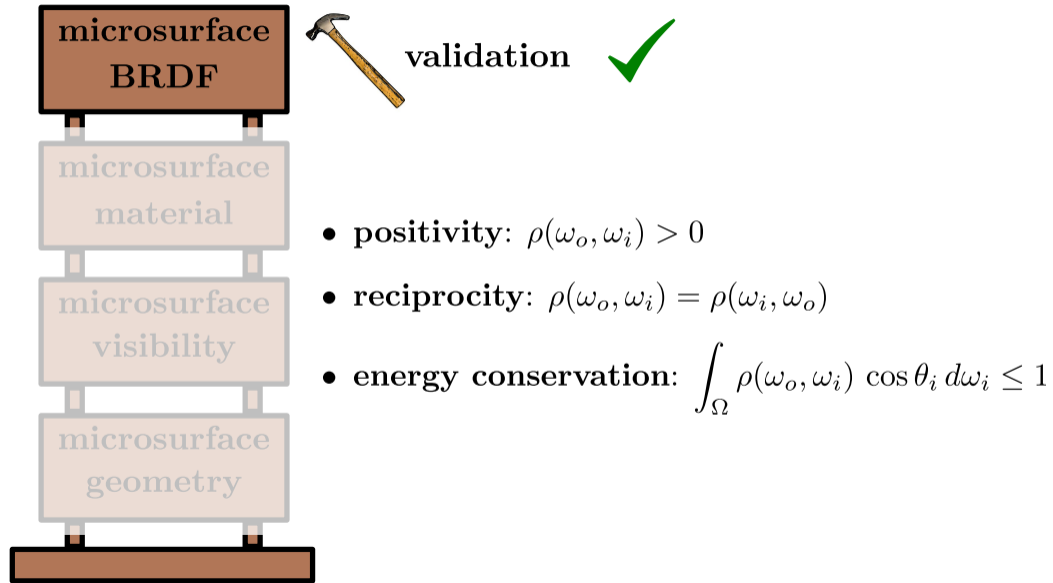 microsurface
BRDF
validation
microsurface
material
microsurface
visibility
microsurface
geometry
• positivity: ρ(ω_o, ω_i) > 0
• reciprocity: ρ(ω_o, ω_i) = ρ(ω_i, ω_o)
• energy conservation: ∫_Ω ρ(ω_o, ω_i) cos θ_i dω_i ≤ 1